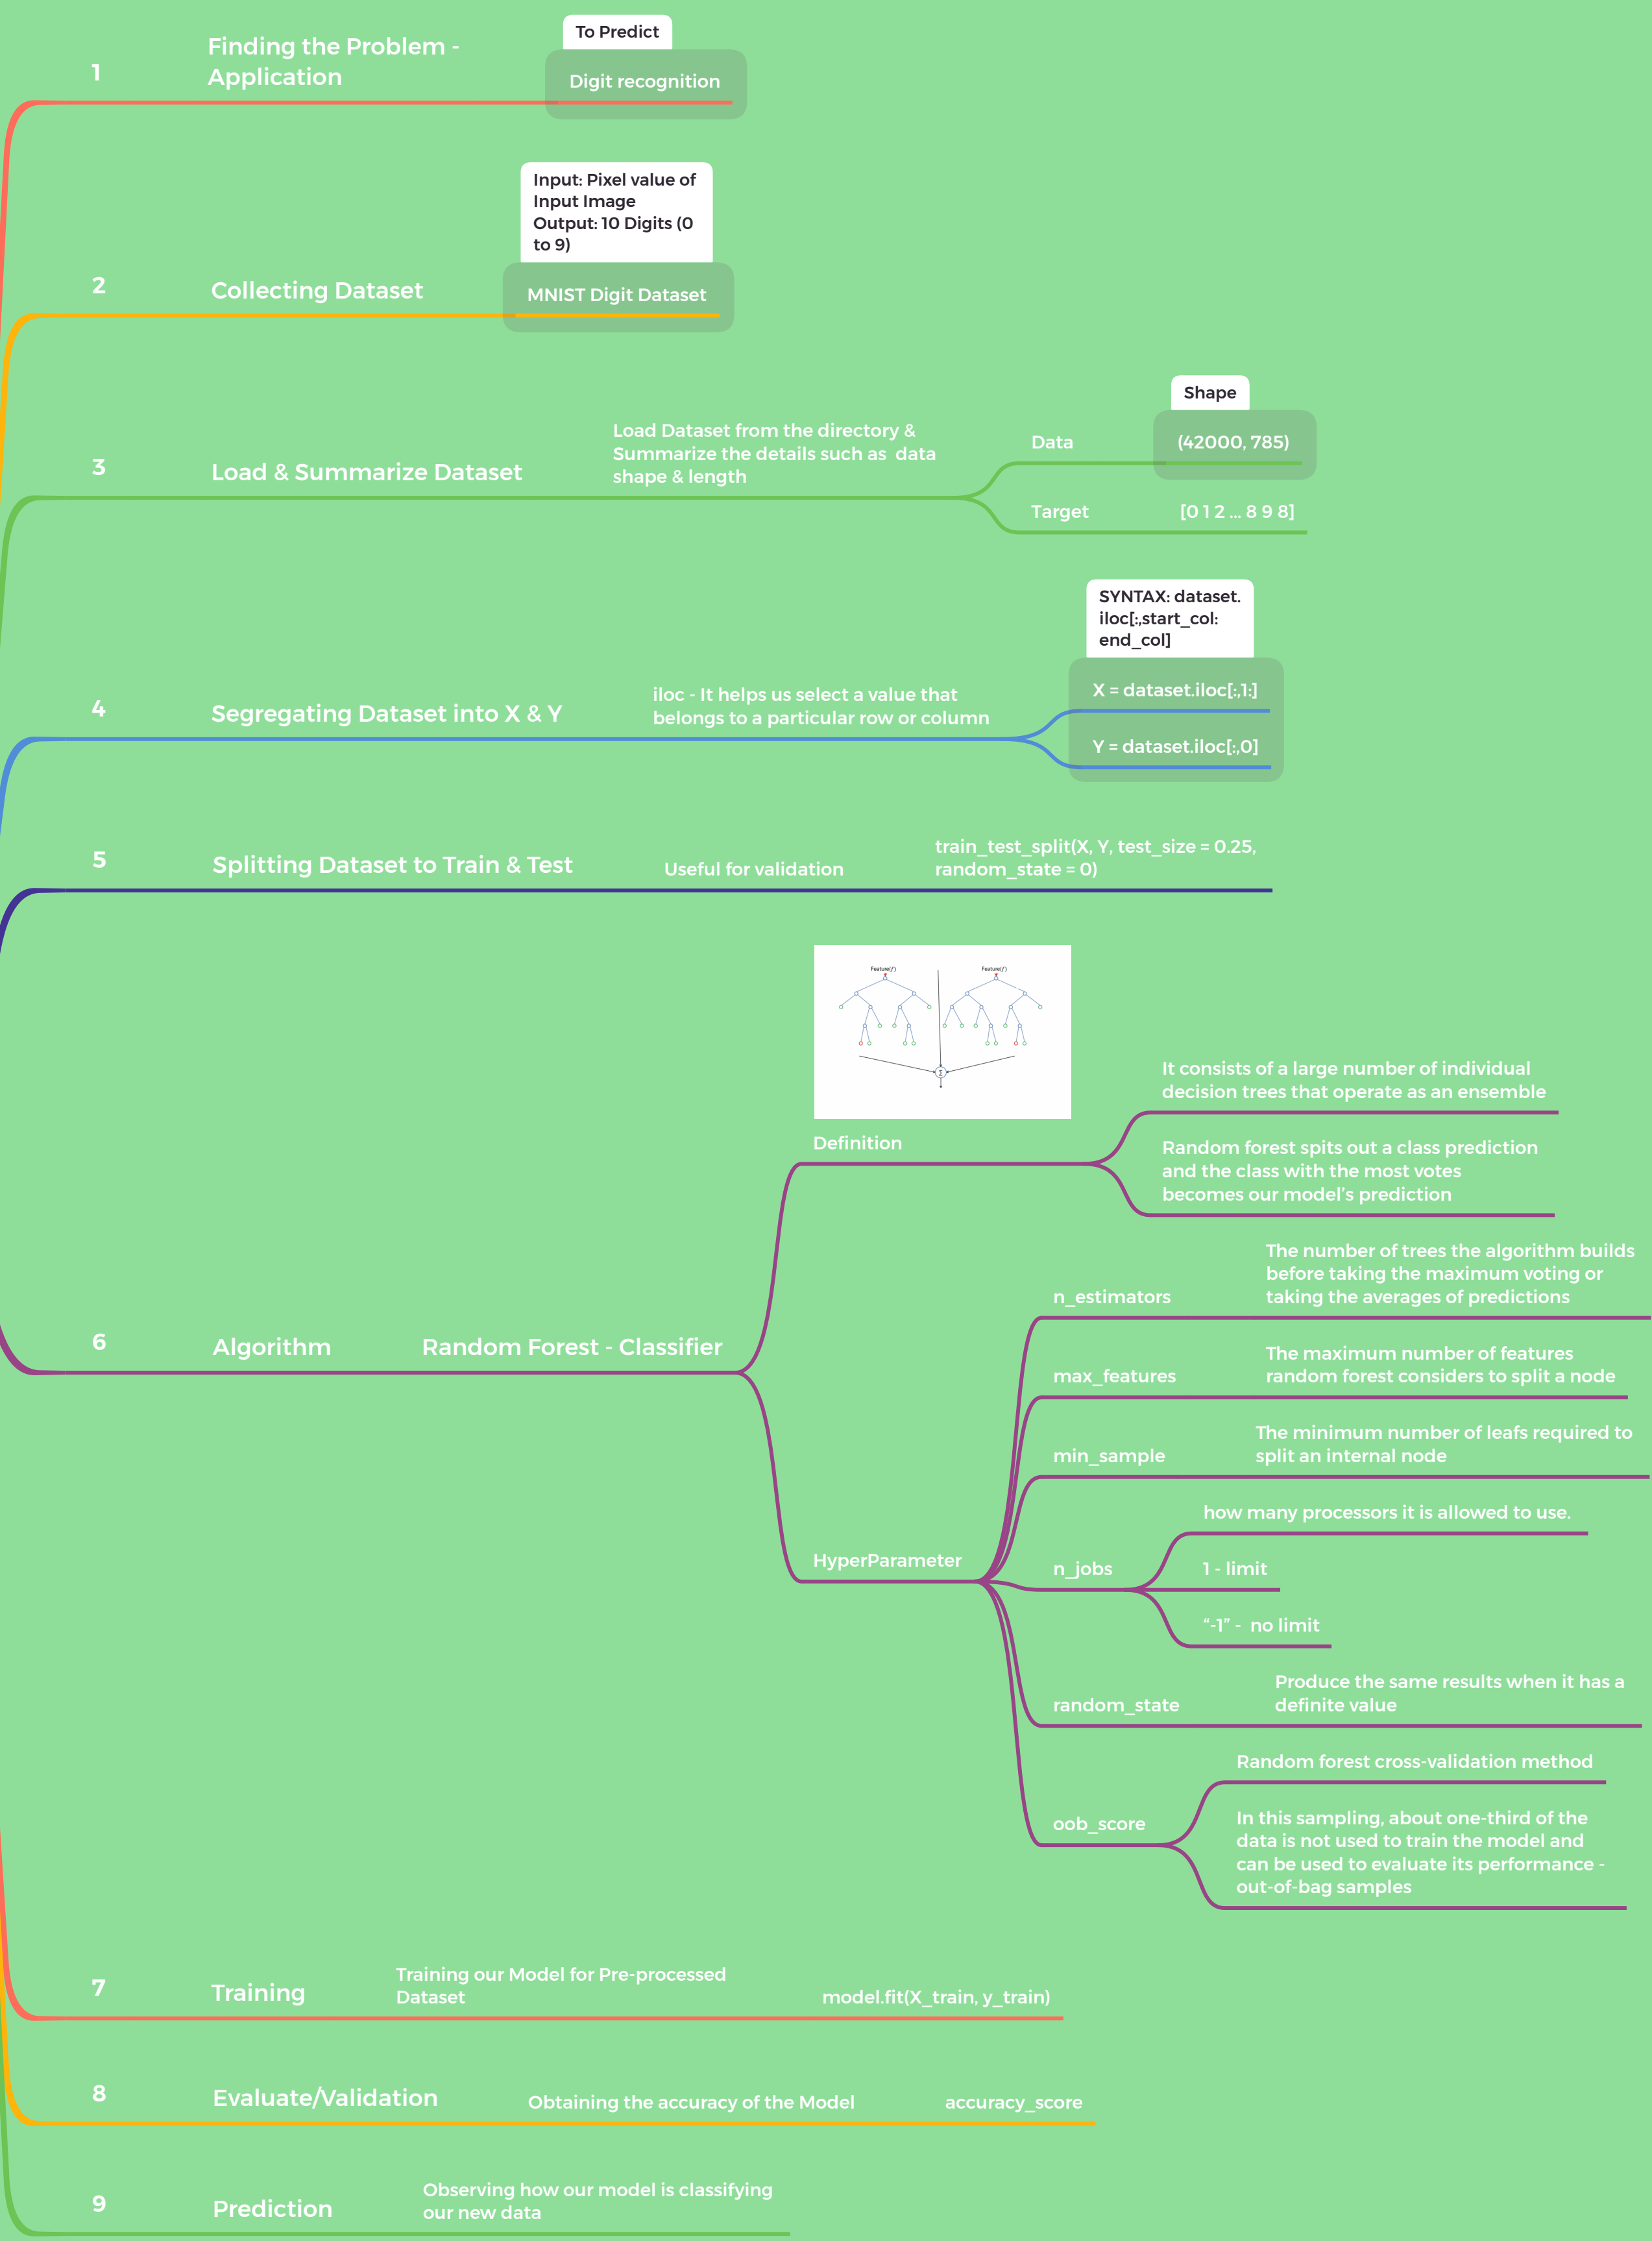 1
Finding the Problem -
Application
To Predict
Digit recognition
2
Collecting Dataset
Input: Pixel value of
Input Image
Output: 10 Digits (0
to 9)
MNIST Digit Dataset
3
Load & Summarize Dataset
Load Dataset from the directory &
Summarize the details such as  data
shape & length
Data
Shape
(42000, 785)
Target
[0 1 2 ... 8 9 8]
4
Segregating Dataset into X & Y
iloc - It helps us select a value that
belongs to a particular row or column
SYNTAX: dataset.
iloc[:,start_col:
end_col]
X = dataset.iloc[:,1:]
Y = dataset.iloc[:,0]
5
Splitting Dataset to Train & Test
Useful for validation
train_test_split(X, Y, test_size = 0.25,
random_state = 0)
6
Algorithm
Random Forest - Classifier
Feature(f)
Feature(f)
Σ
Definition
It consists of a large number of individual
decision trees that operate as an ensemble
Random forest spits out a class prediction
and the class with the most votes
becomes our model’s prediction
HyperParameter
n_estimators
The number of trees the algorithm builds
before taking the maximum voting or
taking the averages of predictions
max_features
The maximum number of features
random forest considers to split a node
min_sample
The minimum number of leafs required to
split an internal node
n_jobs
how many processors it is allowed to use.
1 - limit
“-1” -  no limit
random_state
Produce the same results when it has a
definite value
oob_score
Random forest cross-validation method
In this sampling, about one-third of the
data is not used to train the model and
can be used to evaluate its performance -
out-of-bag samples
7
Training
Training our Model for Pre-processed
Dataset
model.fit(X_train, y_train)
8
Evaluate/Validation
Obtaining the accuracy of the Model
accuracy_score
9
Prediction
Observing how our model is classifying
our new data